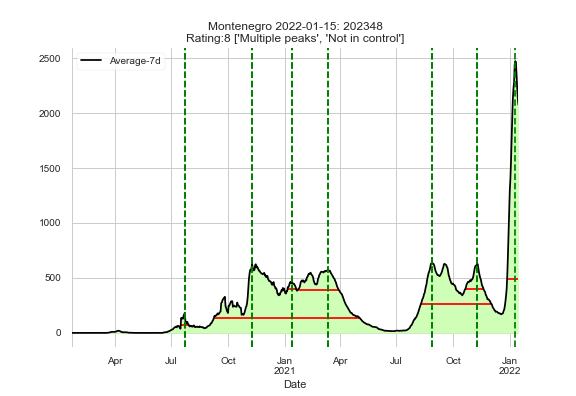 Montenegro 2022-01-15: 202348
Rating:8 ['Multiple peaks', 'Not in control']
Average-7d
2500
2000
1500
1000
500
0
Apr Jul Oct Jan Apr Jul Oct Jan
2021 2022
Date